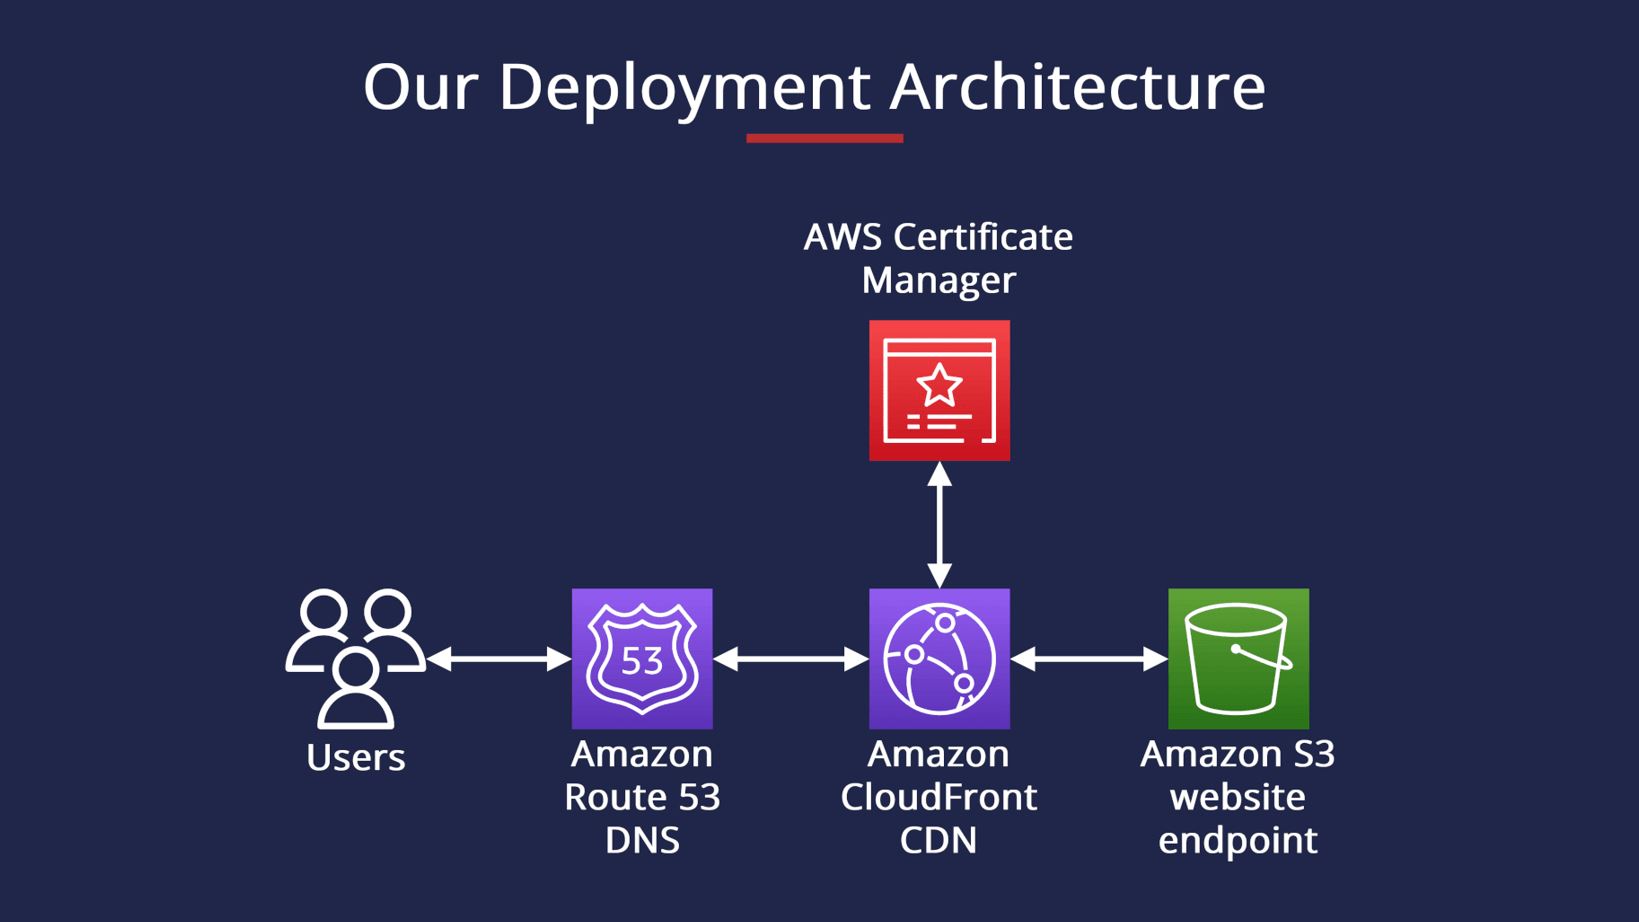 Our Deployment Architecture
AWS Certificate
Manager
53
Users
Amazon
Route 53
DNS
Amazon
CloudFront
CDN
Amazon S3
website
endpoint